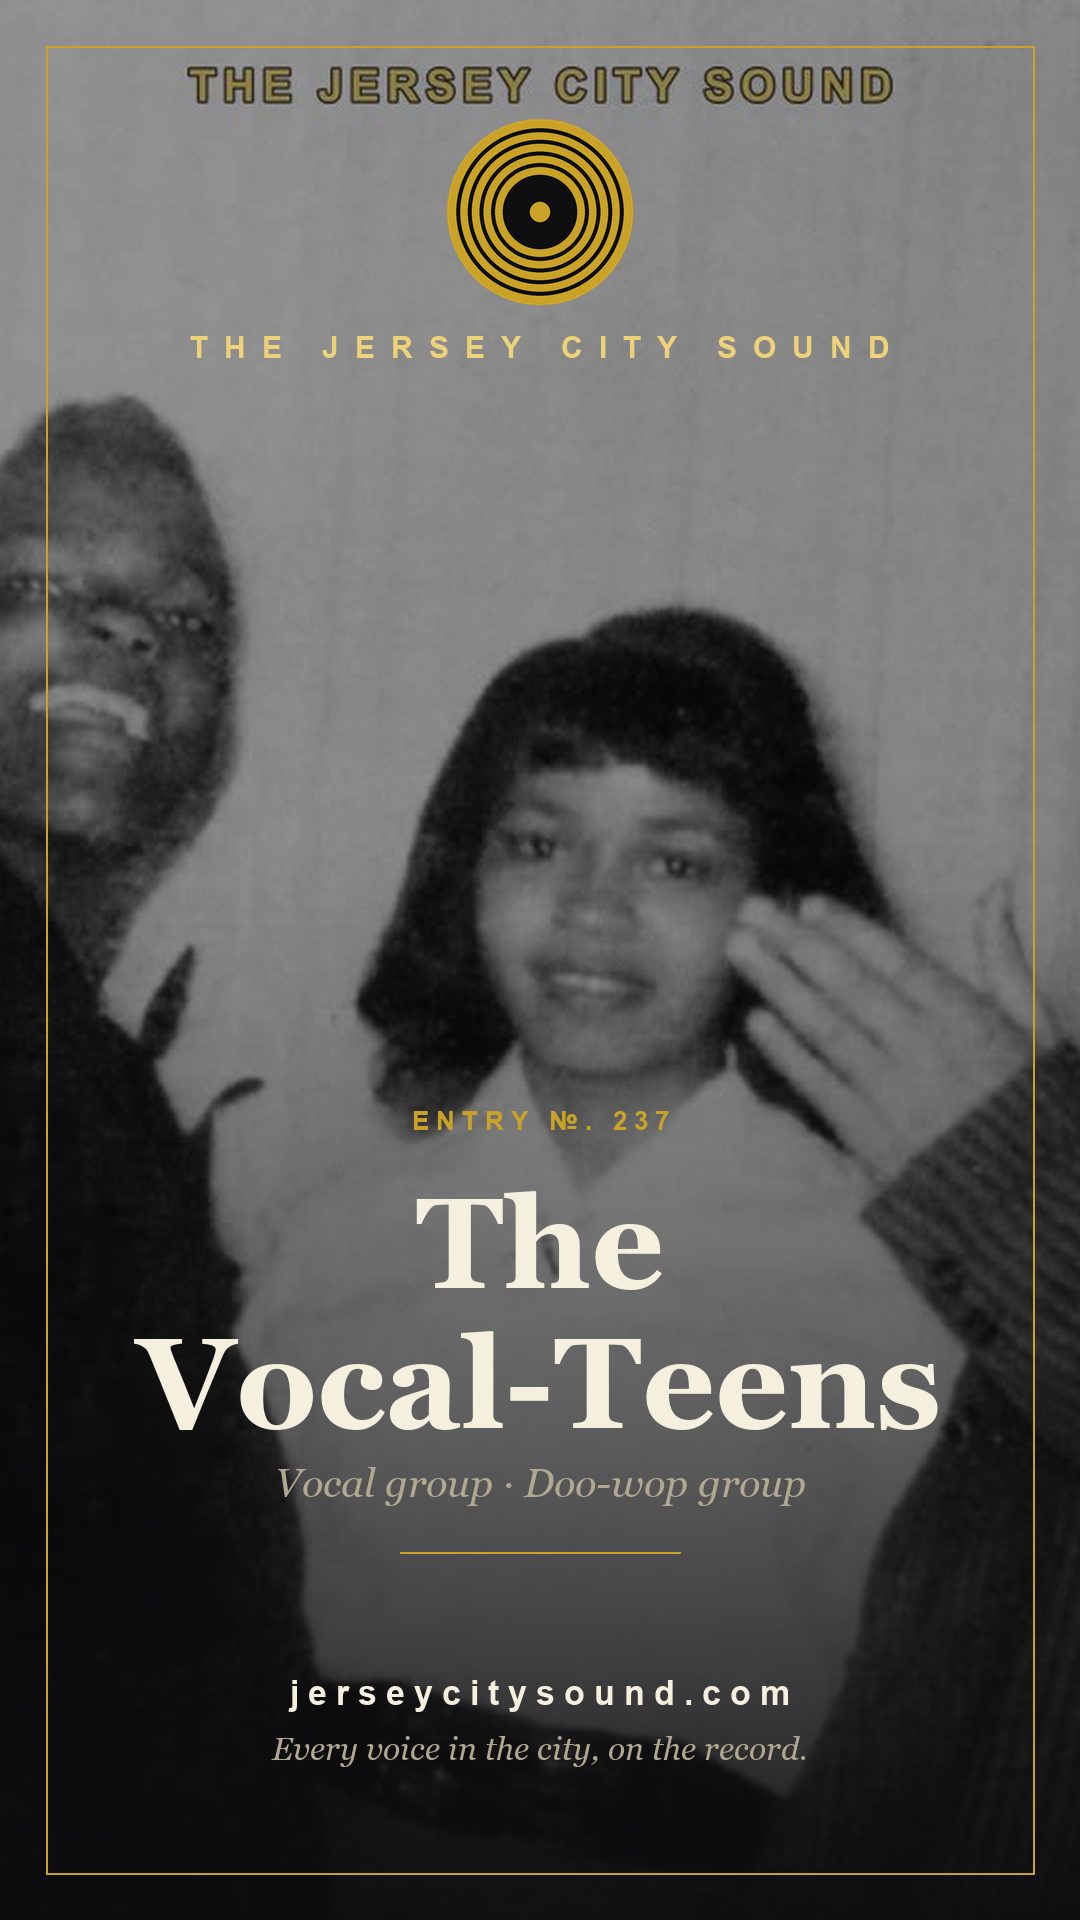 THE JERSEY CITY SOUND
THE JERSEY CITY SOUND
ENTRY №. 237
The
Vocal-Teens
Vocal group · Doo-wop group
jerseycitysound.com
Every voice in the city, on the record.